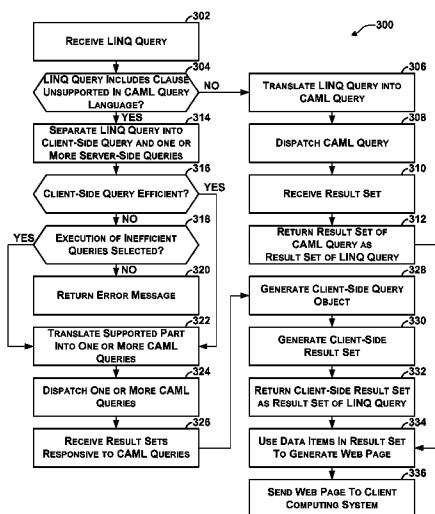 300
302
RECEIVE LINQ QUERY
304
LINQ QUERY INCLUDES CLAUSE
UNSUPPORTED IN CAML QUERY
LANGUAGE?
NO
YES
314
SEPARATE LINQ QUERY INTO
CLIENT-SIDE QUERY AND ONE OR
MORE SERVER-SIDE QUERIES
316
CLIENT-SIDE QUERY EFFICIENT?
YES
NO
318
YES
EXECUTION OF INEFFICIENT
QUERIES SELECTED?
NO
320
RETURN ERROR MESSAGE
322
TRANSLATE SUPPORTED PART
INTO ONE OR MORE CAML
QUERIES
324
DISPATCH ONE OR MORE CAML
QUERIES
326
RECEIVE RESULT SETS
RESPONSIVE TO CAML QUERIES
306
TRANSLATE LINQ QUERY INTO
CAML QUERY
308
DISPATCH CAML QUERY
310
RECEIVE RESULT SET
312
RETURN RESULT SET OF
CAML QUERY AS
RESULT SET OF LINQ QUERY
328
GENERATE CLIENT-SIDE QUERY
OBJECT
330
GENERATE CLIENT-SIDE
RESULT SET
332
RETURN CLIENT-SIDE RESULT SET
AS RESULT SET OF LINQ QUERY
334
USE DATA ITEMS IN RESULT SET
TO GENERATE WEB PAGE
336
SEND WEB PAGE TO CLIENT
COMPUTING SYSTEM